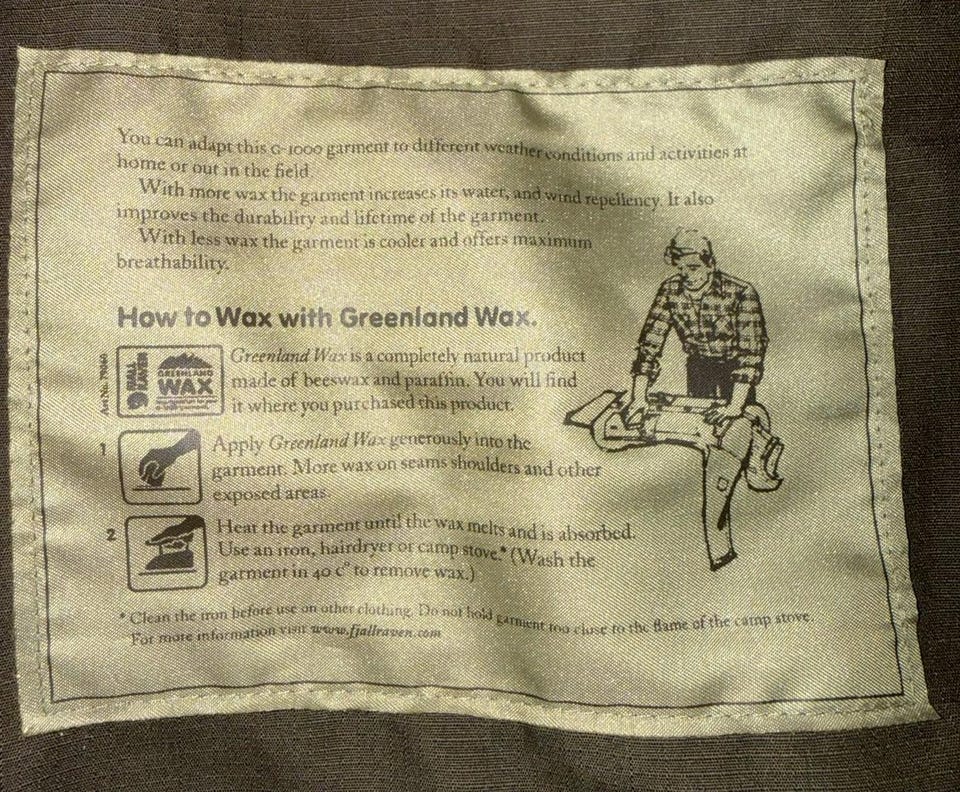 You can adapt this G-1000 garment to different weather conditions and activities at
home or out in the field.
With more wax the garment increases its water, and wind repellency. It also
improves the durability and lifetime of the garment.
With less wax the garment is cooler and offers maximum
breathability.
How to Wax with Greenland Wax.
FJÄLL
RÄVEN
GREENLAND
WAX
Greenland Wax is a completely natural product
made of beeswax and paraffin. You will find
it where you purchased this product.
1
Apply Greenland Wax generously into the
garment. More wax on seams shoulders and other
exposed areas.
2
Heat the garment until the wax melts and is absorbed.
Use an iron, hairdryer or camp stove.* (Wash the
garment in 40 c° to remove wax.)
* Clean the iron before use on other clothing. Do not hold garment too close to the flame of the camp stove.
For more information visit www.fjallraven.com